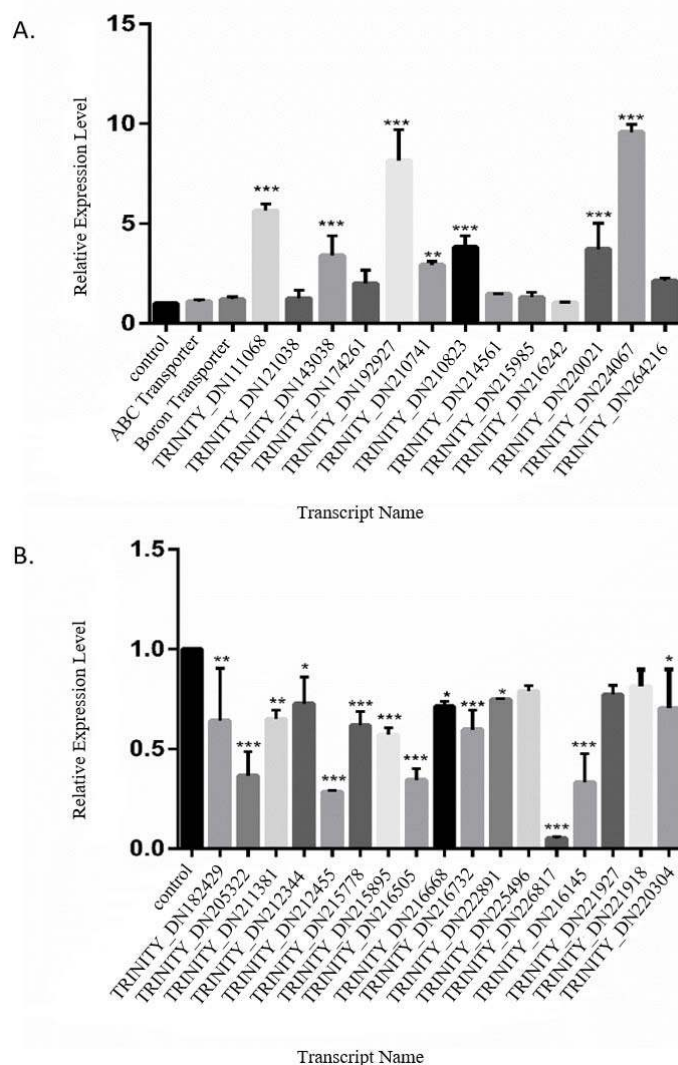 A.
Relative Expression Level
15
10
5
0
***
***
***
**
***
***
***
control
ABC Transporter
Boron Transporter
TRINITY_DN111068
TRINITY_DN121038
TRINITY_DN143038
TRINITY_DN174261
TRINITY_DN192927
TRINITY_DN210741
TRINITY_DN210823
TRINITY_DN214561
TRINITY_DN215985
TRINITY_DN216242
TRINITY_DN220021
TRINITY_DN224067
TRINITY_DN264216
Transcript Name
B.
Relative Expression Level
1.5
1.0
0.5
0.0
**
***
**
*
***
***
***
***
*
***
*
***
***
*
control
TRINITY_DN182429
TRINITY_DN205322
TRINITY_DN211381
TRINITY_DN212344
TRINITY_DN212455
TRINITY_DN215778
TRINITY_DN215895
TRINITY_DN216505
TRINITY_DN216668
TRINITY_DN216732
TRINITY_DN222891
TRINITY_DN225496
TRINITY_DN226817
TRINITY_DN216145
TRINITY_DN221927
TRINITY_DN221918
TRINITY_DN220304
Transcript Name